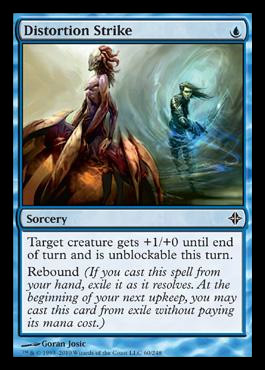 Distortion Strike
Sorcery
Target creature gets +1/+0 until end
of turn and is unblockable this turn.
Rebound (If you cast this spell from
your hand, exile it as it resolves. At the
beginning of your next upkeep, you may
cast this card from exile without paying
its mana cost.)
Goran Josic
™ & © 1993–2010 Wizards of the Coast LLC 60/248